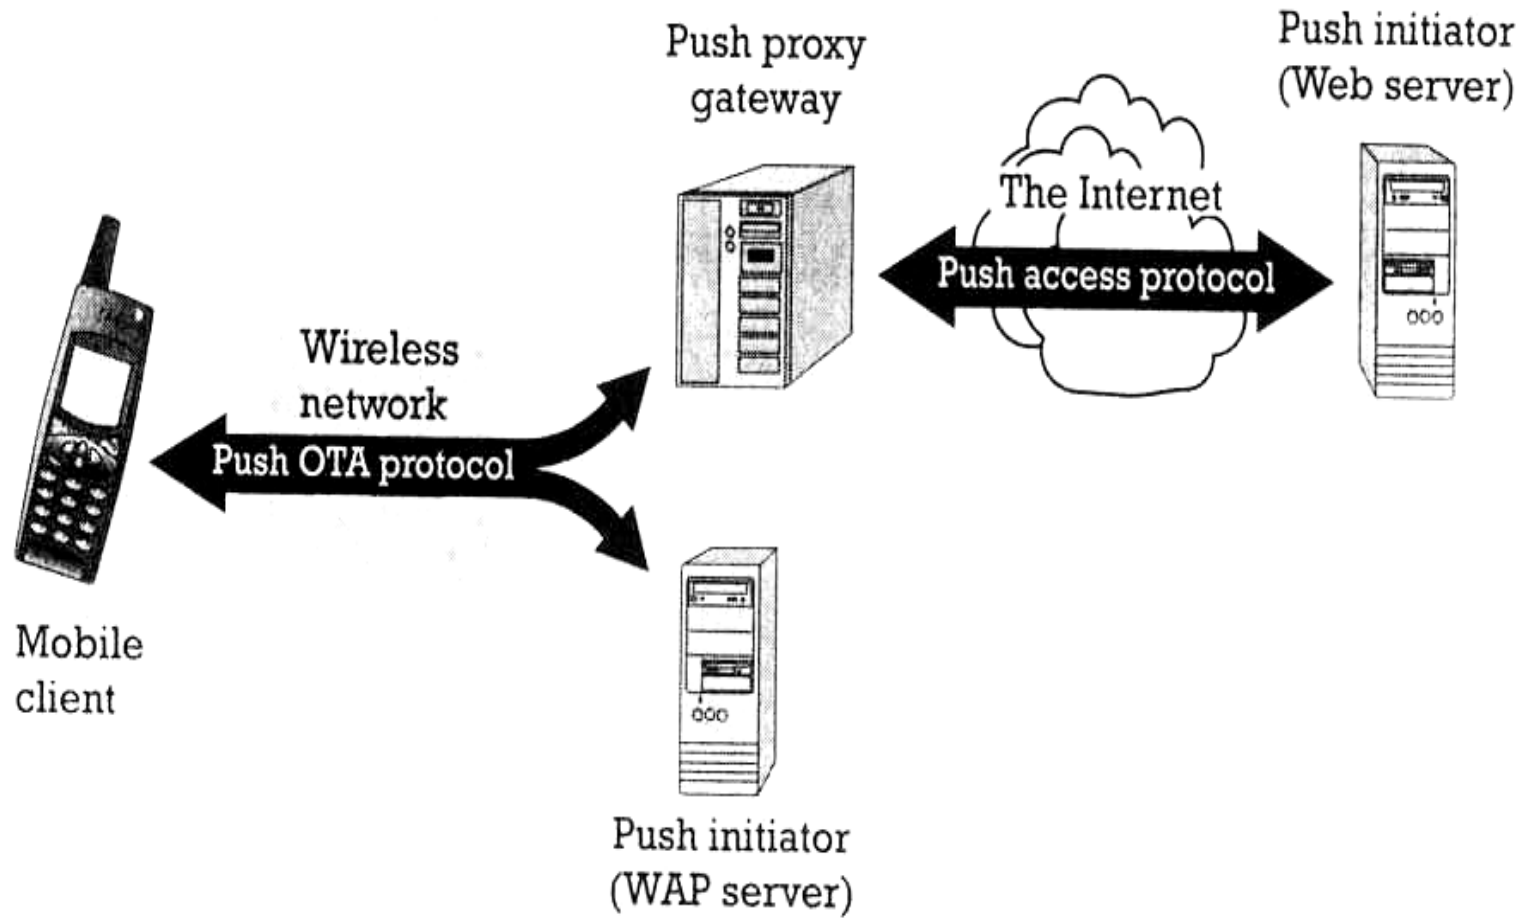 Push proxy
gateway
Push initiator
(Web server)
The Internet
Push access protocol
Wireless
network
Push OTA protocol
Mobile
client
Push initiator
(WAP server)